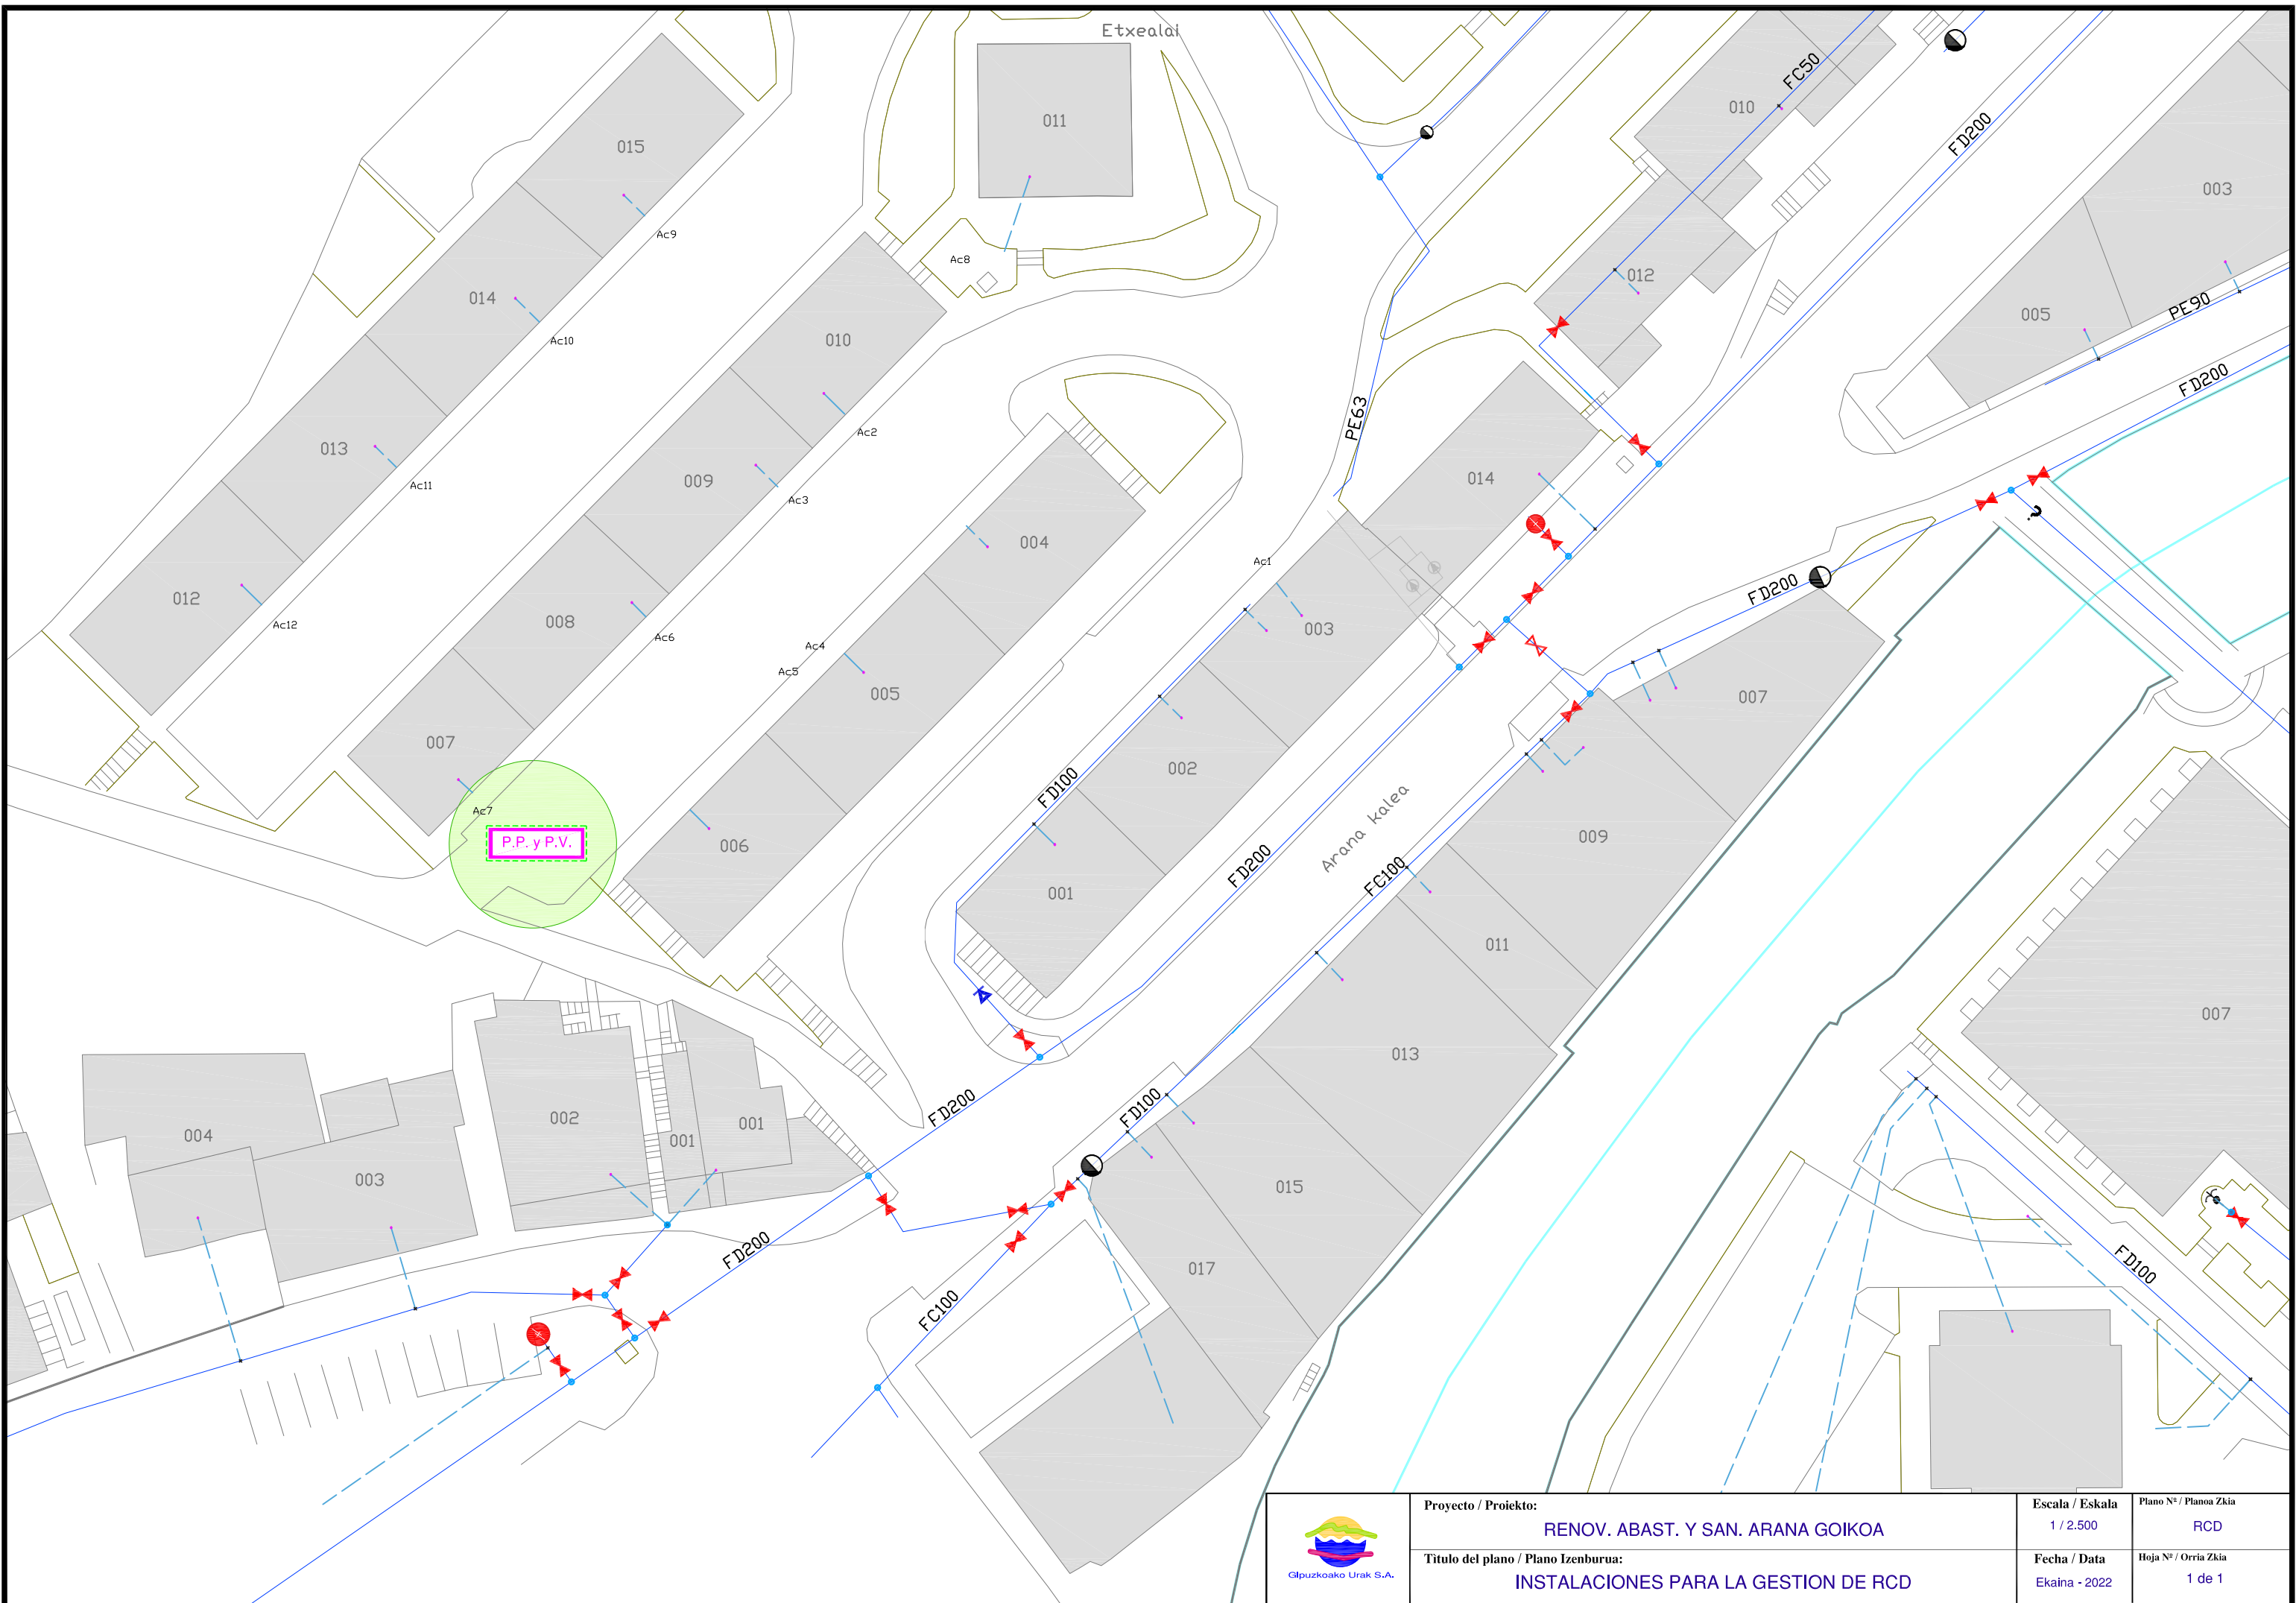 Etxealai
FC50
010
011
015
FD200
003
Ac9
Ac8
012
014
PE90
005
010
Ac10
FD200
Ac2
PE63
013
009
014
Ac11
Ac3
?
004
Ac1
FD200
012
008
003
Ac12
Ac6
Ac4
Ac5
005
007
007
002
FD100
Arana kalea
Ac7
P.P. y P.V.
006
009
FD200
FC100
001
011
007
013
FD200
FD100
002
001
001
004
003
015
FD200
017
FD100
FC100
Gipuzkoako Urak S.A.
Proyecto / Proiekto:
RENOV. ABAST. Y SAN. ARANA GOIKOA
Titulo del plano / Plano Izenburua:
INSTALACIONES PARA LA GESTION DE RCD
Escala / Eskala
1 / 2.500
Plano Nº / Planoa Zkia
RCD
Fecha / Data
Ekaina - 2022
Hoja Nº / Orria Zkia
1 de 1